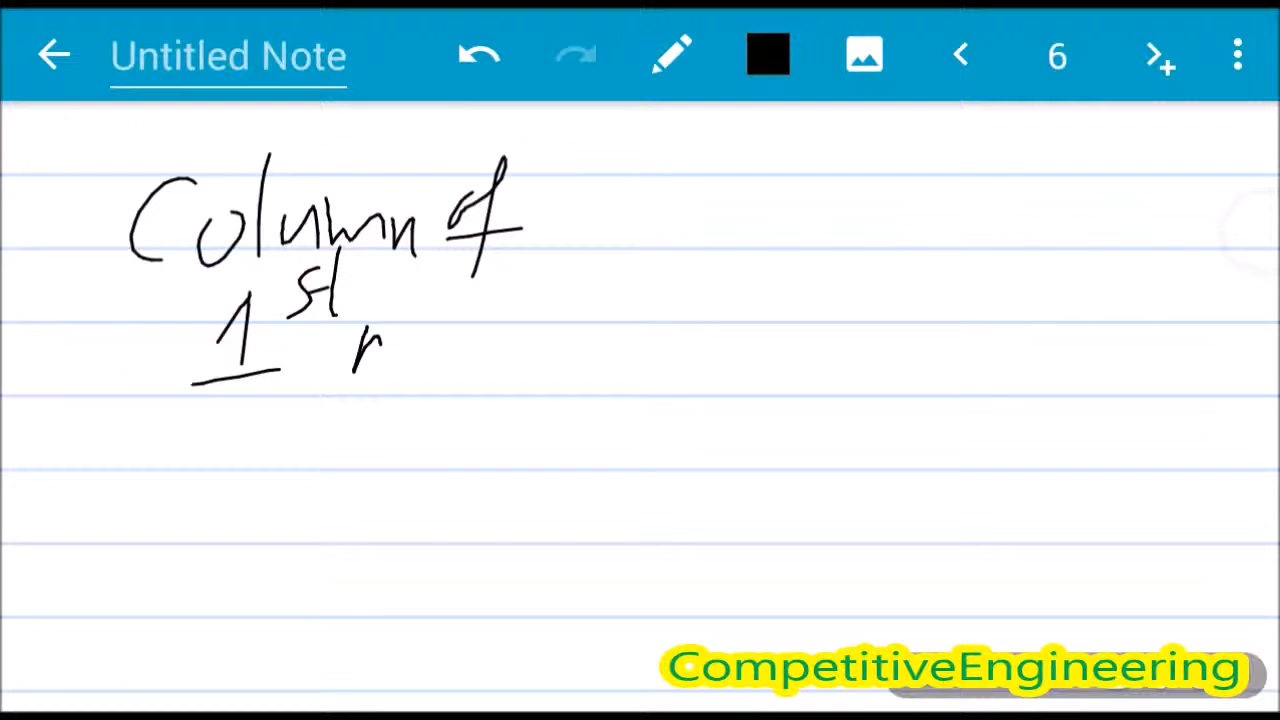 Untitled Note
6
Column of
1st r
CompetitiveEngineering